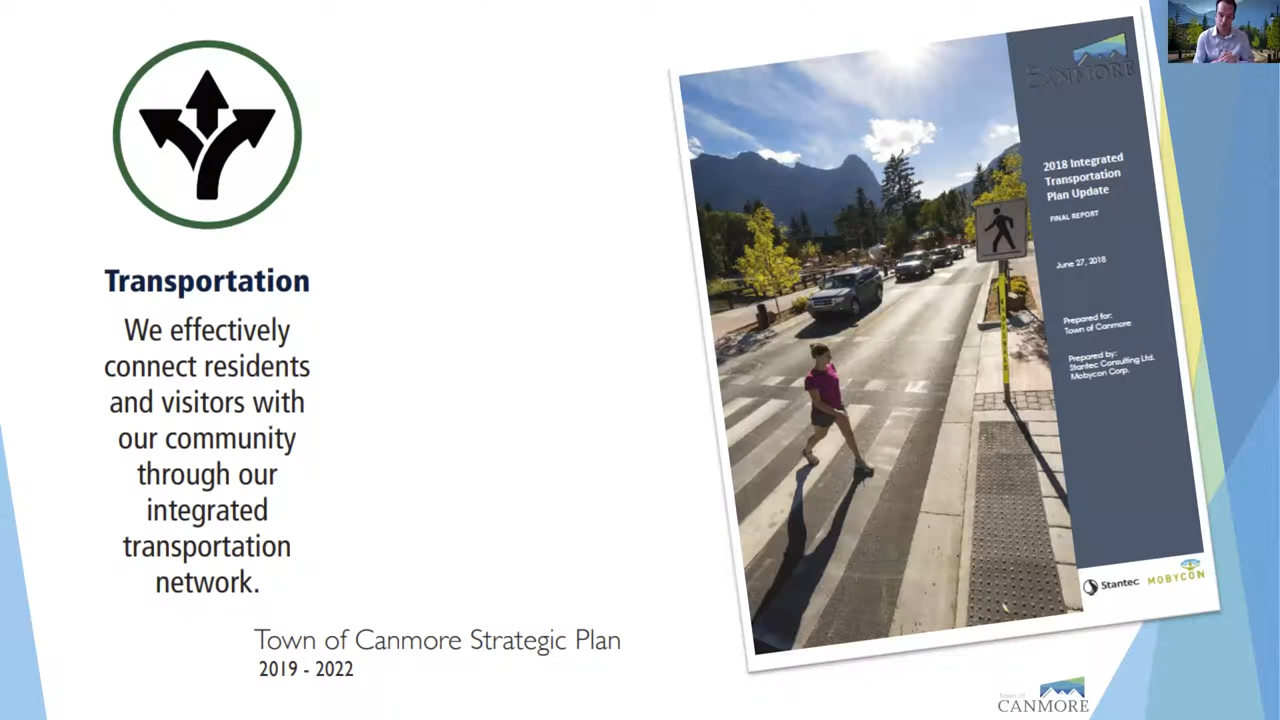 Transportation
We effectively
connect residents
and visitors with
our community
through our
integrated
transportation
network.
Town of Canmore Strategic Plan
2019 - 2022
CANMORE
2018 Integrated
Transportation
Plan Update
FINAL REPORT
June 27, 2018
Prepared for:
Town of Canmore
Prepared by:
Stantec Consulting Ltd.
Mobycon Corp.
Stantec
MOBYCON
Town of
CANMORE